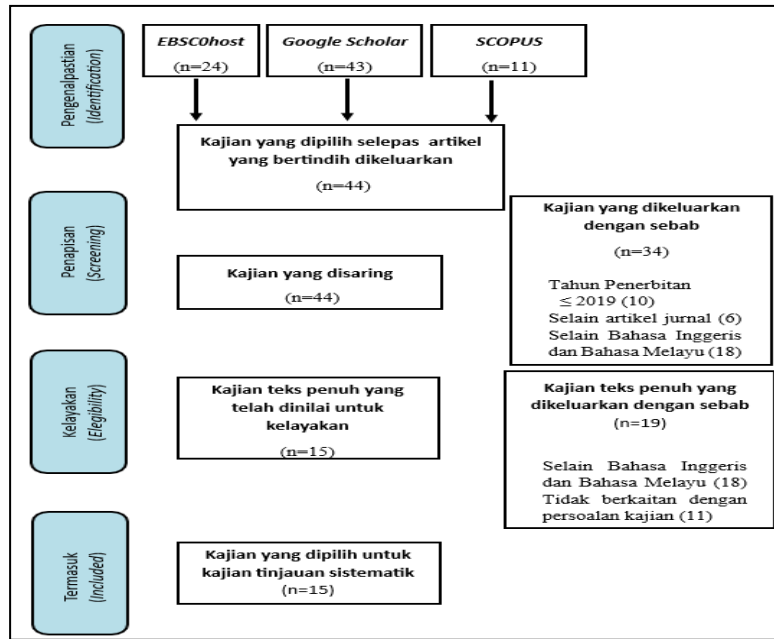 Pengenalpastian
(Identification)
EBSC0host
(n=24)
Google Scholar
(n=43)
SCOPUS
(n=11)
Kajian yang dipilih selepas artikel
yang bertindih dikeluarkan
(n=44)
Penapisan
(Screening)
Kajian yang disaring
(n=44)
Kajian yang dikeluarkan
dengan sebab
(n=34)
Tahun Penerbitan
≤ 2019 (10)
Selain artikel jurnal (6)
Selain Bahasa Inggeris
dan Bahasa Melayu (18)
Kelayakan
(Elegibility)
Kajian teks penuh yang
telah dinilai untuk
kelayakan
(n=15)
Kajian teks penuh yang
dikeluarkan dengan sebab
(n=19)
Selain Bahasa Inggeris
dan Bahasa Melayu (18)
Tidak berkaitan dengan
persoalan kajian (11)
Termasuk
(Included)
Kajian yang dipilih untuk
kajian tinjauan sistematik
(n=15)